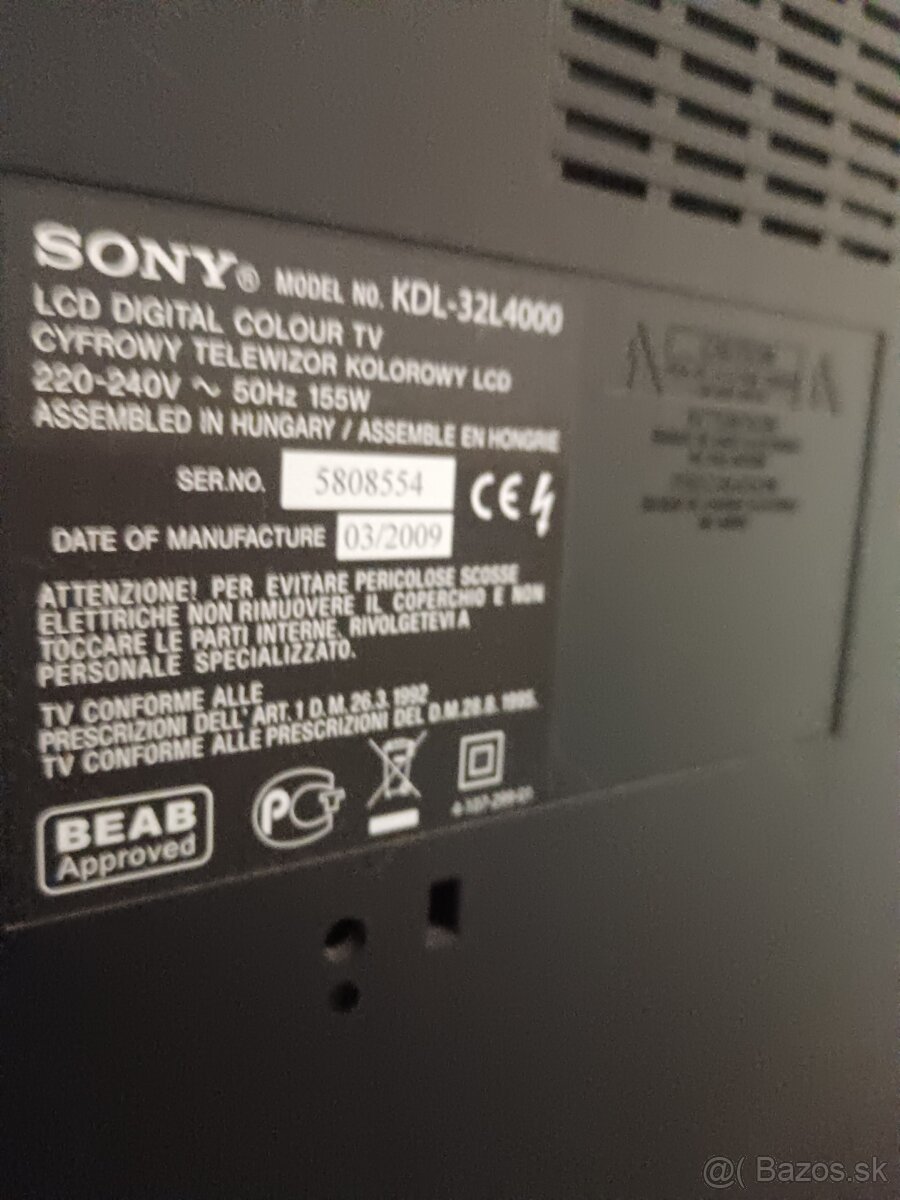 SONY® MODEL NO. KDL-32L4000
LCD DIGITAL COLOUR TV
CYFROWY TELEWIZOR KOLOROWY LCD
220-240V ~ 50Hz 155W
ASSEMBLED IN HUNGARY / ASSEMBLE EN HONGRIE
SER.NO. 5808554
CE
DATE OF MANUFACTURE 03/2009
ATTENZIONE! PER EVITARE PERICOLOSE SCOSSE
ELETTRICHE NON RIMUOVERE IL COPERCHIO E NON
TOCCARE LE PARTI INTERNE, RIVOLGETEVI A
PERSONALE SPECIALIZZATO.
TV CONFORME ALLE
PRESCRIZIONI DELL'ART. 1 D.M. 26.3. 1992
TV CONFORME ALLE PRESCRIZIONI DEL D.M.28.8. 1995.
BEAB
Approved
PCT
@( Bazos.sk